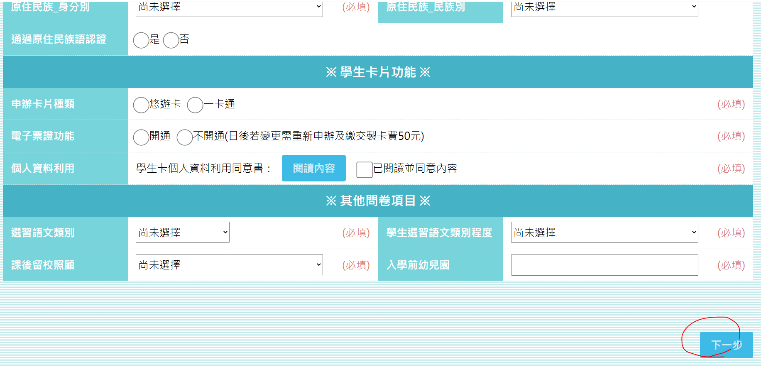 原住民族_身分別 尚未選擇 (必填) 原住民族_民族別 尚未選擇
通過原住民族語認證 是 否
※ 學生卡片功能 ※
申辦卡片種類 悠遊卡 一卡通 (必填)
電子票證功能 開通 不開通(日後若變更需重新申辦及繳交製卡費50元) (必填)
個人資料利用 學生卡個人資料利用同意書： 閱讀內容 已閱讀並同意內容 (必填)
※ 其他問卷項目 ※
選習語文類別 尚未選擇 (必填) 學生選習語文類別程度 尚未選擇 (必填)
課後留校照顧 尚未選擇 (必填) 入學前幼兒園 (必填)
下一步